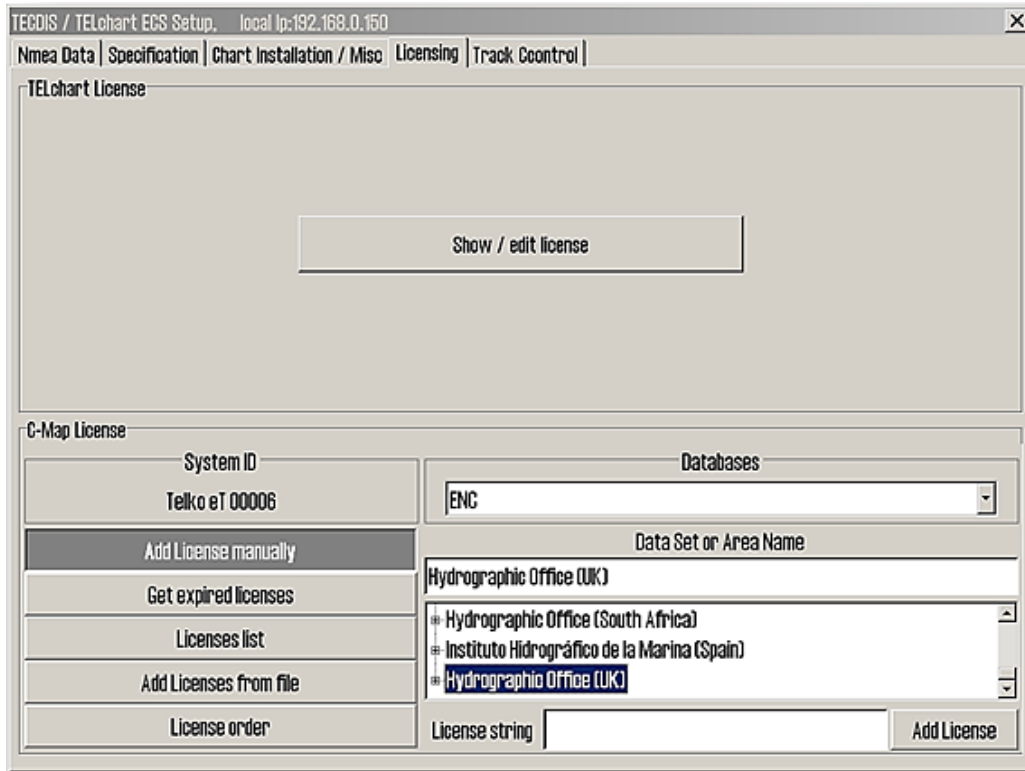 TECDIS / TELchart ECS Setup, local Ip:192.168.0.150
Nmea Data Specification Chart Installation / Misc Licensing Track Ccontrol
TELchart License
Show / edit license
C-Map License
System ID
Telko eT 00006
Add License manually
Get expired licenses
Licenses list
Add Licenses from file
License order
Databases
ENC
Data Set or Area Name
Hydrographic Office (UK)
Hydrographic Office (South Africa)
Instituto Hidrográfico de la Marina (Spain)
Hydrographic Office (UK)
License string
Add License